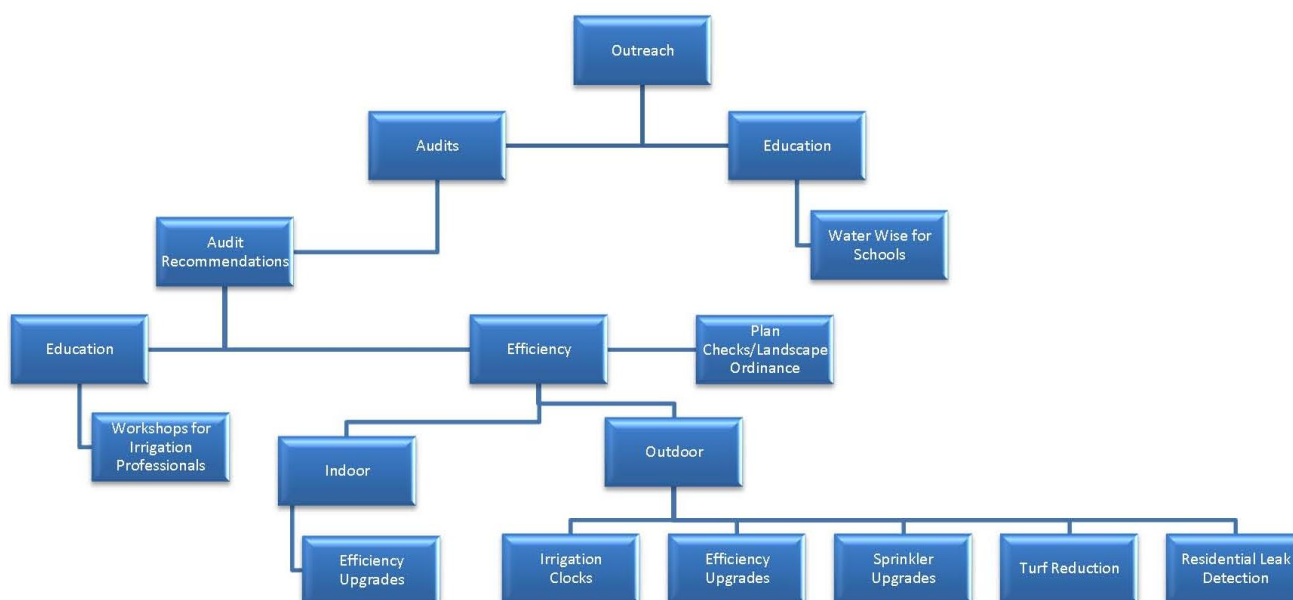 Outreach
Audits
Education
Audit
Recommendations
Water Wise for
Schools
Education
Efficiency
Plan
Checks/Landscape
Ordinance
Workshops for
Irrigation
Professionals
Indoor
Outdoor
Efficiency
Upgrades
Irrigation
Clocks
Efficiency
Upgrades
Sprinkler
Upgrades
Turf Reduction
Residential Leak
Detection